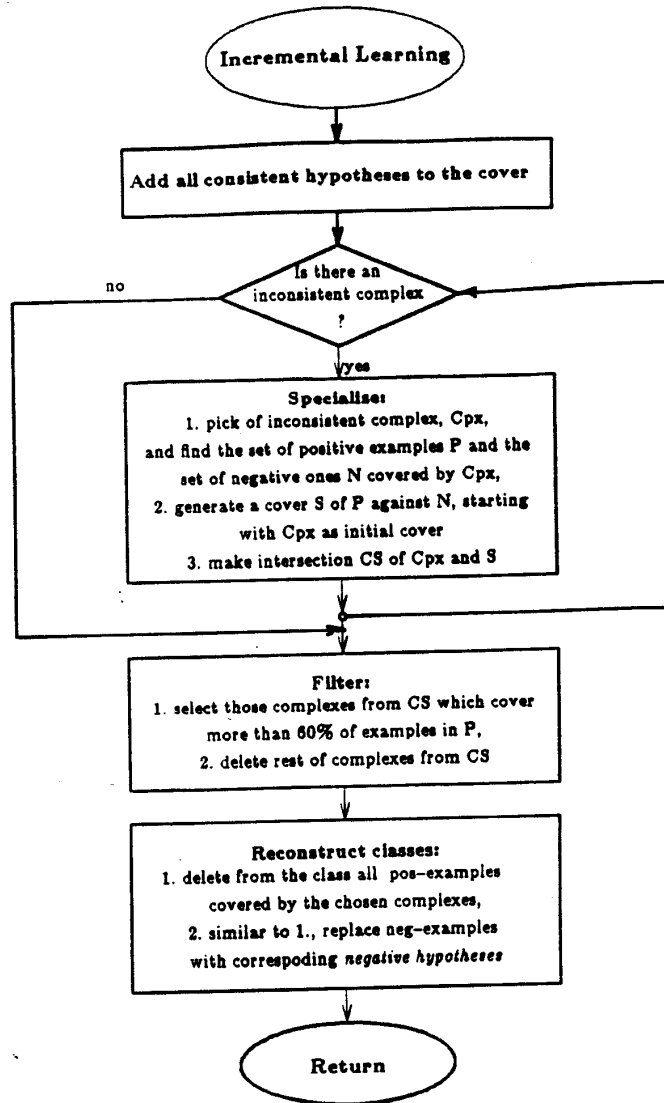 Incremental Learning
Add all consistent hypotheses to the cover
Is there an
inconsistent complex
?
no
yes
Specialise:
1. pick of inconsistent complex, Cpx,
and find the set of positive examples P and the
set of negative ones N covered by Cpx,
2. generate a cover S of P against N, starting
with Cpx as initial cover
3. make intersection CS of Cpx and S
Filter:
1. select those complexes from CS which cover
more than 60% of examples in P,
2. delete rest of complexes from CS
Reconstruct classes:
1. delete from the class all pos-examples
covered by the chosen complexes,
2. similar to 1., replace neg-examples
with correspoding negative hypotheses
Return